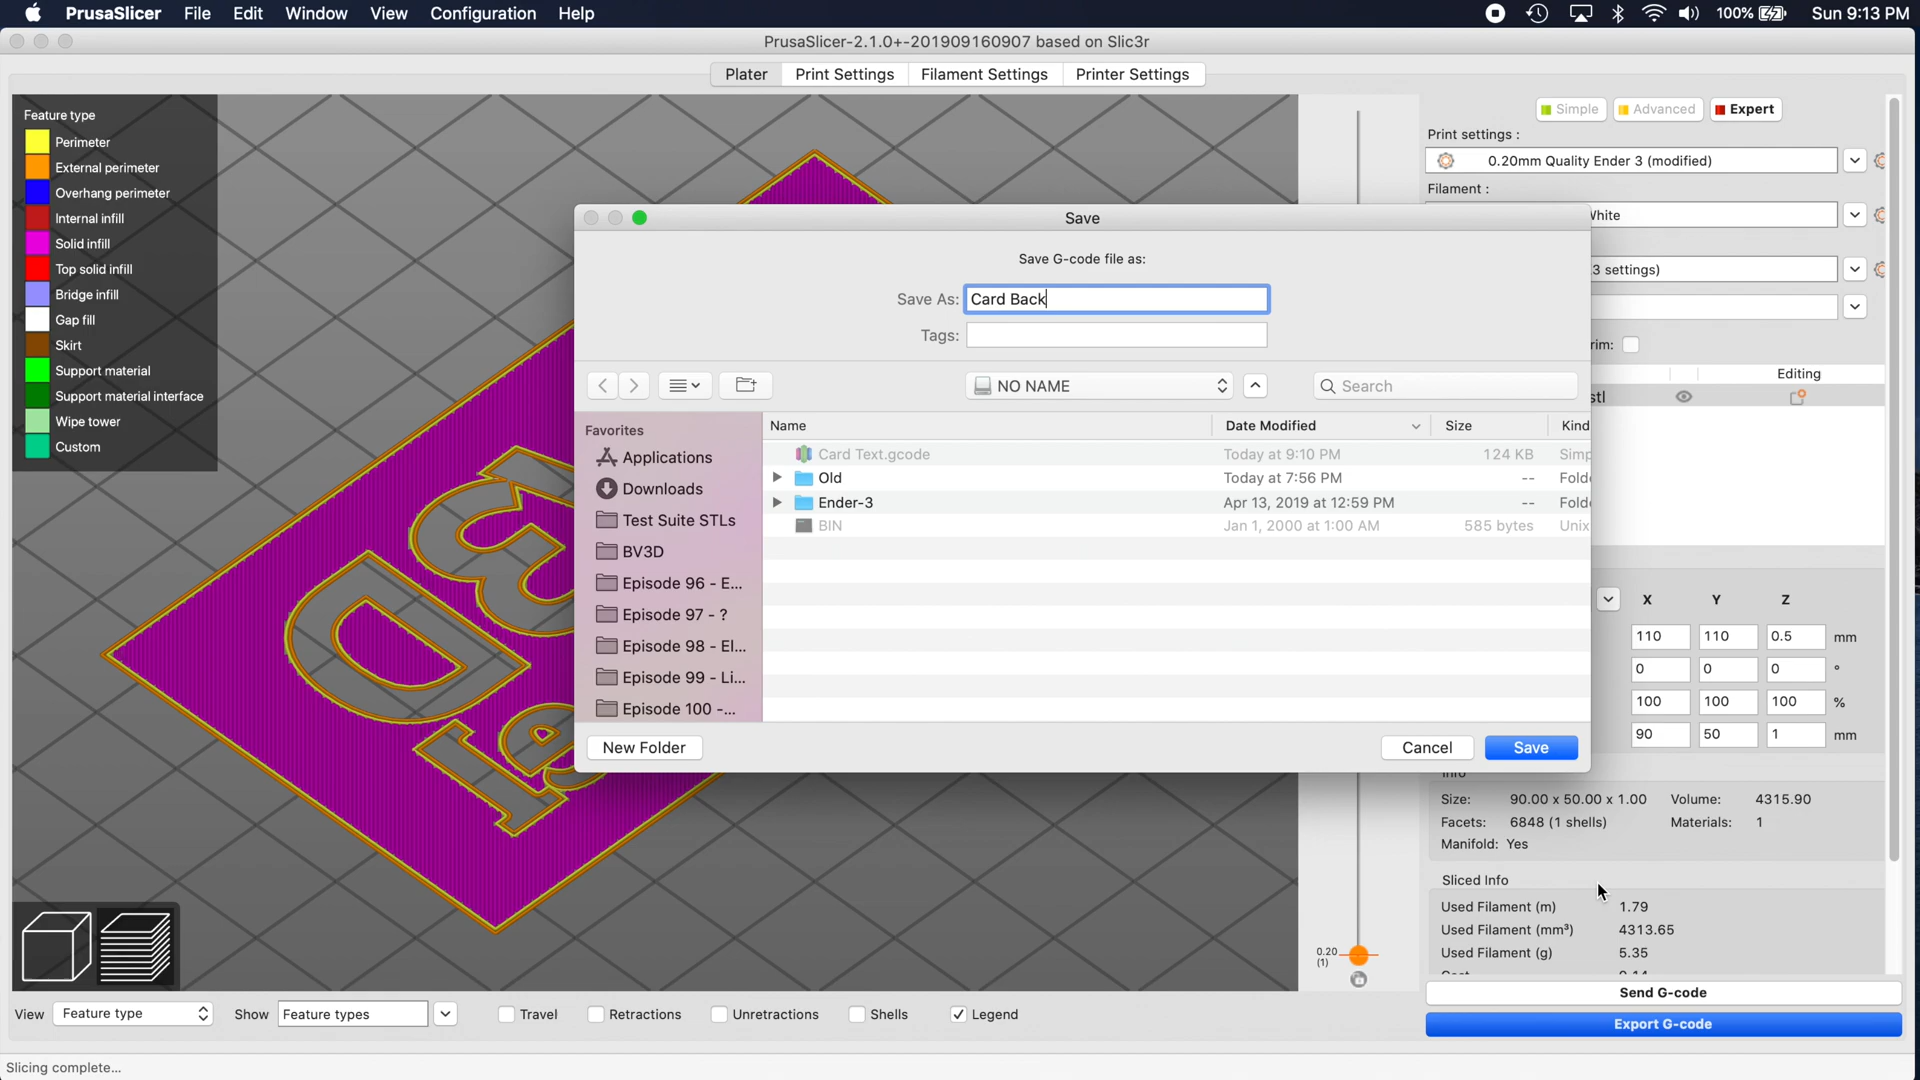 PrusaSlicer File Edit Window View Configuration Help 100% Sun 9:13 PM
PrusaSlicer-2.1.0+-201909160907 based on Slic3r
Plater Print Settings Filament Settings Printer Settings
Feature type
Perimeter
External perimeter
Overhang perimeter
Internal infill
Solid infill
Top solid infill
Bridge infill
Gap fill
Skirt
Support material
Support material interface
Wipe tower
Custom
Simple Advanced Expert
Print settings :
0.20mm Quality Ender 3 (modified)
Filament :
White
3 settings)
rim:
Editing
stl
Save
Save G-code file as:
Save As: Card Back
Tags:
NO NAME Search
Favorites
Applications
Downloads
Test Suite STLs
BV3D
Episode 96 - E...
Episode 97 - ?
Episode 98 - El...
Episode 99 - Li...
Episode 100 -...
Name Date Modified Size Kind
Card Text.gcode Today at 9:10 PM 124 KB Simp
Old Today at 7:56 PM -- Folde
Ender-3 Apr 13, 2019 at 12:59 PM -- Folde
BIN Jan 1, 2000 at 1:00 AM 585 bytes Unix
New Folder Cancel Save
X Y Z
110 110 0.5 mm
0 0 0 °
100 100 100 %
90 50 1 mm
Info
Size: 90.00 x 50.00 x 1.00 Volume: 4315.90
Facets: 6848 (1 shells) Materials: 1
Manifold: Yes
Sliced Info
Used Filament (m) 1.79
Used Filament (mm³) 4313.65
Used Filament (g) 5.35
Cost 0.14
Send G-code
Export G-code
0.20
(1)
View Feature type Show Feature types Travel Retractions Unretractions Shells Legend
Slicing complete...